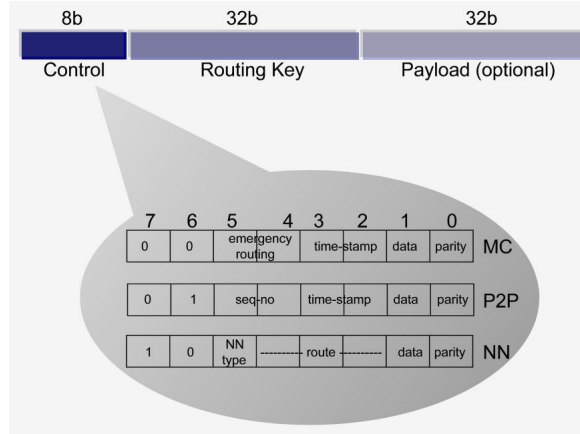 8b 32b 32b
Control Routing Key Payload (optional)
7 6 5 4 3 2 1 0
0 0 emergency routing time-stamp data parity MC
0 1 seq-no time-stamp data parity P2P
1 0 NN type ---------- route ---------- data parity NN